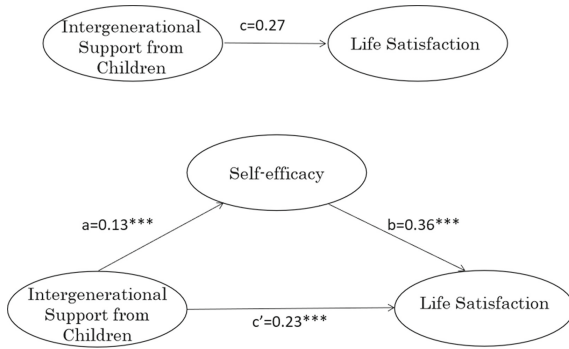 Intergenerational
Support from
Children
c=0.27
Life Satisfaction
Self-efficacy
a=0.13***
b=0.36***
Intergenerational
Support from
Children
c’=0.23***
Life Satisfaction